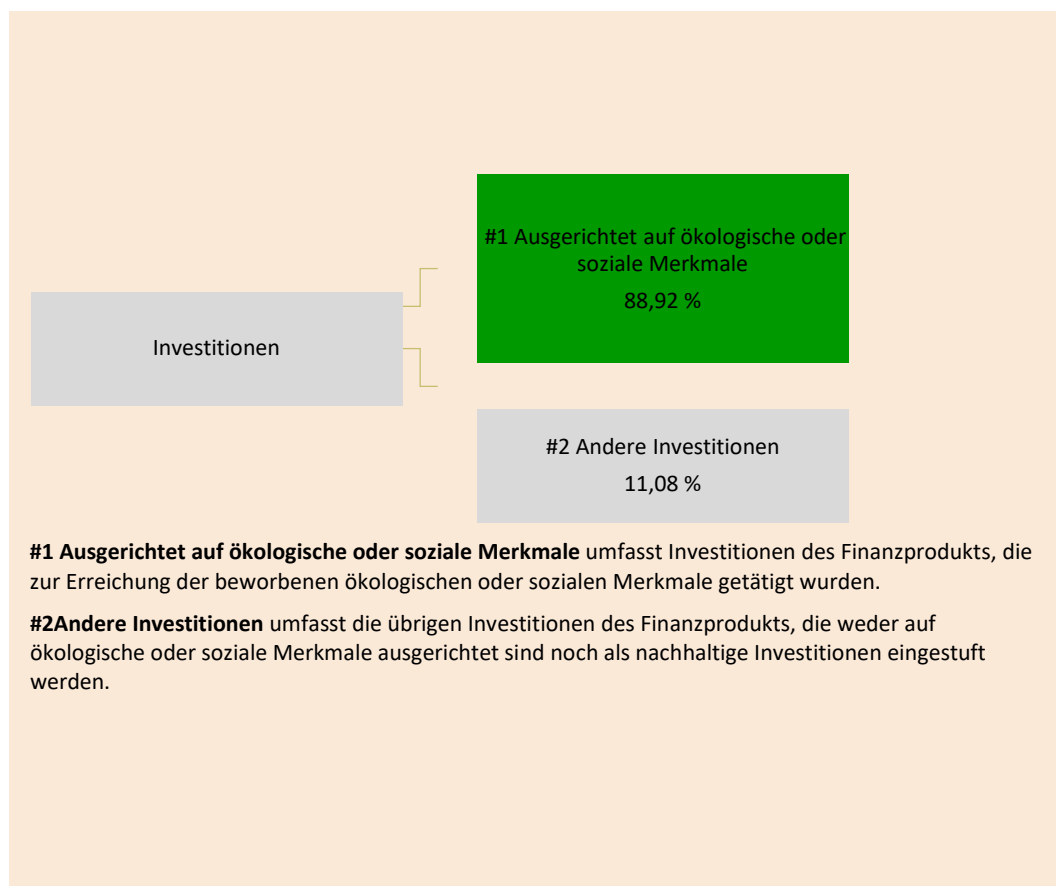 #1 Ausgerichtet auf ökologische oder
soziale Merkmale
88,92 %
Investitionen
#2 Andere Investitionen
11,08 %
#1 Ausgerichtet auf ökologische oder soziale Merkmale umfasst Investitionen des Finanzprodukts, die
zur Erreichung der beworbenen ökologischen oder sozialen Merkmale getätigt wurden.
#2Andere Investitionen umfasst die übrigen Investitionen des Finanzprodukts, die weder auf
ökologische oder soziale Merkmale ausgerichtet sind noch als nachhaltige Investitionen eingestuft
werden.